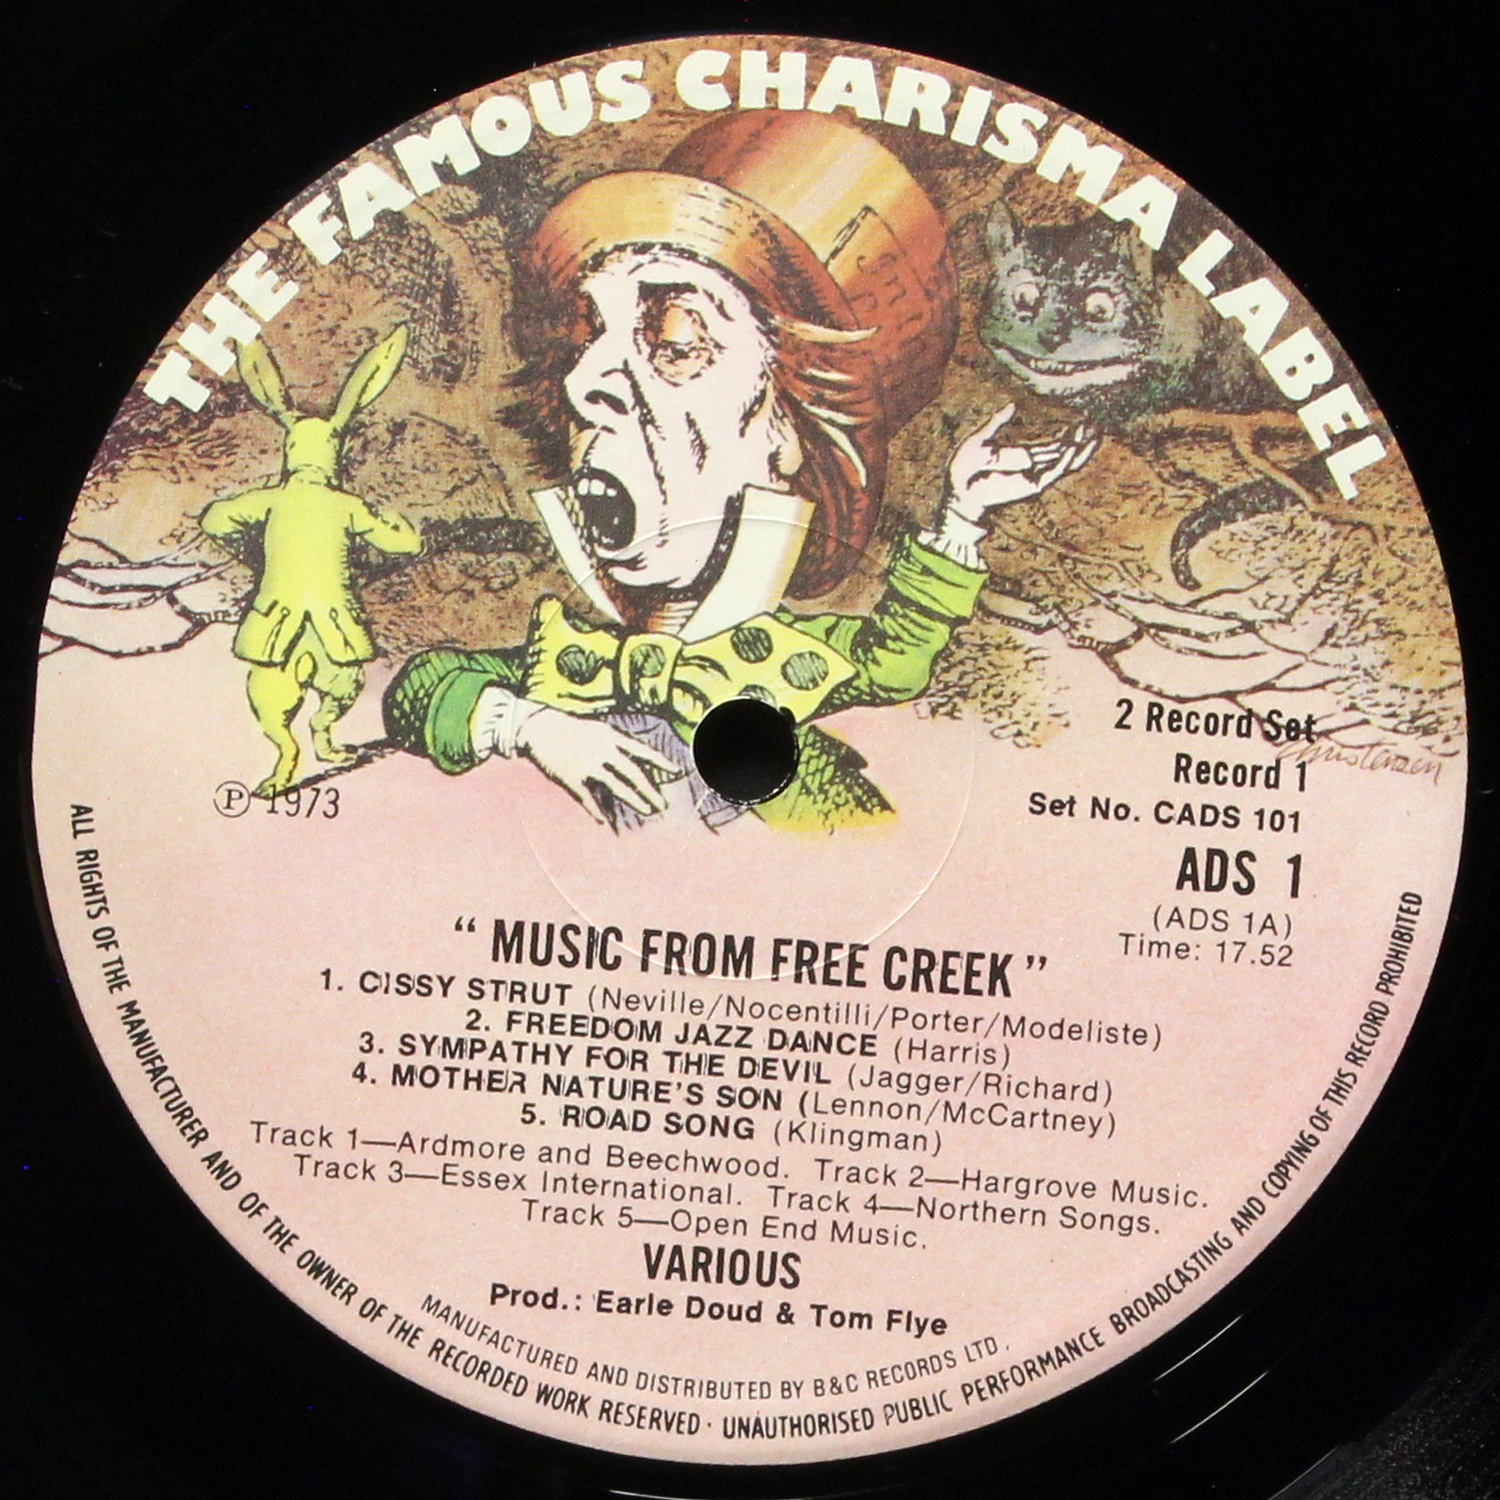 THE FAMOUS CHARISMA LABEL
2 Record Set
Record 1
Set No. CADS 101
ADS 1
(ADS 1A)
Time: 17.52
Ⓟ 1973
"MUSIC FROM FREE CREEK"
1. CISSY STRUT (Neville/Nocentilli/Porter/Modeliste)
2. FREEDOM JAZZ DANCE (Harris)
3. SYMPATHY FOR THE DEVIL (Jagger/Richard)
4. MOTHER NATURE'S SON (Lennon/McCartney)
5. ROAD SONG (Klingman)
Track 1—Ardmore and Beechwood. Track 2—Hargrove Music.
Track 3—Essex International. Track 4—Northern Songs.
Track 5—Open End Music.
VARIOUS
Prod.: Earle Doud & Tom Flye
MANUFACTURED AND DISTRIBUTED BY B&C RECORDS LTD.
ALL RIGHTS OF THE MANUFACTURER AND OF THE OWNER OF THE RECORDED WORK RESERVED · UNAUTHORISED PUBLIC PERFORMANCE BROADCASTING AND COPYING OF THIS RECORD PROHIBITED